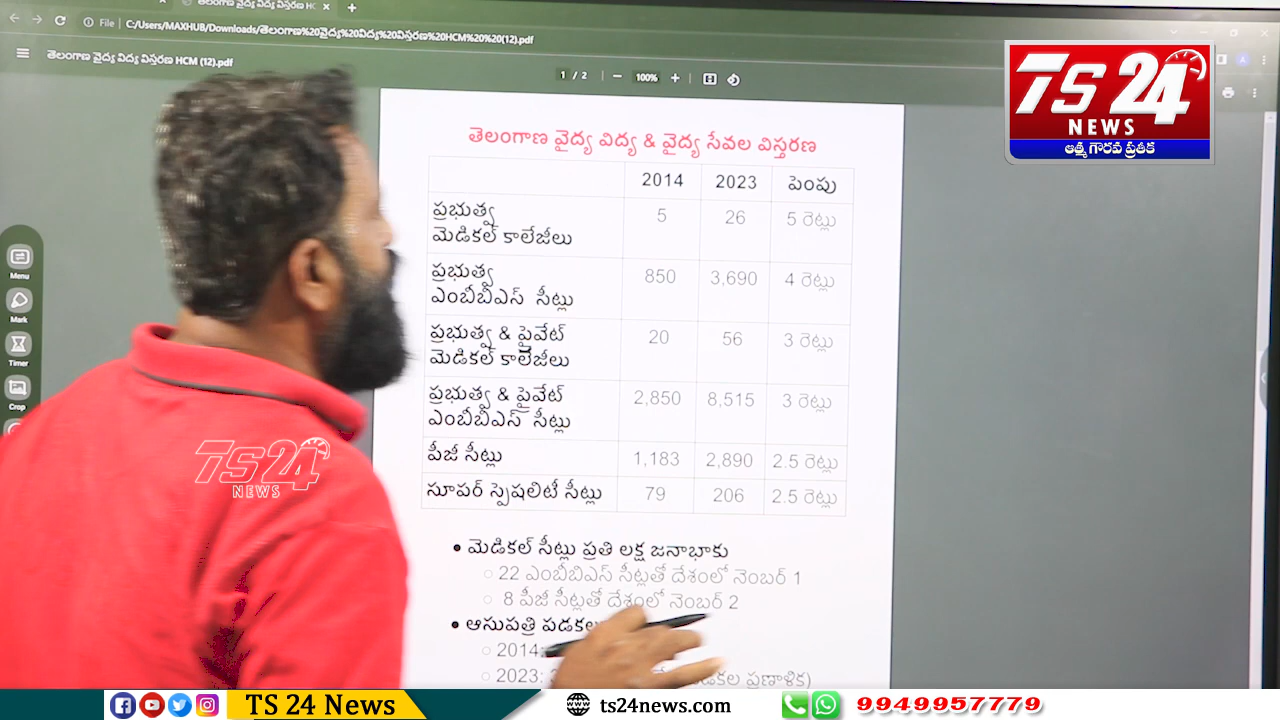 తెలంగాణ వైద్య విద్య విస్తరణ HC
File C:/Users/MAXHUB/Downloads/తెలంగాణ%20వైద్య%20విద్య%20విస్తరణ%20HCM%20%20(12).pdf
తెలంగాణ వైద్య విద్య విస్తరణ HCM (12).pdf
1 / 2 100%
TS 24
NEWS
ఆత్మ గౌరవ ప్రతీక
తెలంగాణ వైద్య విద్య & వైద్య సేవల విస్తరణ
2014 2023 పెంపు
ప్రభుత్వ
మెడికల్ కాలేజీలు 5 26 5 రెట్లు
ప్రభుత్వ
ఎంబీబీఎస్ సీట్లు 850 3,690 4 రెట్లు
ప్రభుత్వ & ప్రైవేట్
మెడికల్ కాలేజీలు 20 56 3 రెట్లు
ప్రభుత్వ & ప్రైవేట్
ఎంబీబీఎస్ సీట్లు 2,850 8,515 3 రెట్లు
పీజీ సీట్లు 1,183 2,890 2.5 రెట్లు
సూపర్ స్పెషలిటీ సీట్లు 79 206 2.5 రెట్లు
మెడికల్ సీట్లు ప్రతి లక్ష జనాభాకు
22 ఎంబీబీఎస్ సీట్లతో దేశంలో నెంబర్ 1
8 పీజీ సీట్లతో దేశంలో నెంబర్ 2
ఆసుపత్రి
2014:
2023: ప్రణాళిక)
Menu
Mark
Timer
Crop
TS 24
NEWS
TS 24 News ts24news.com 9949957779